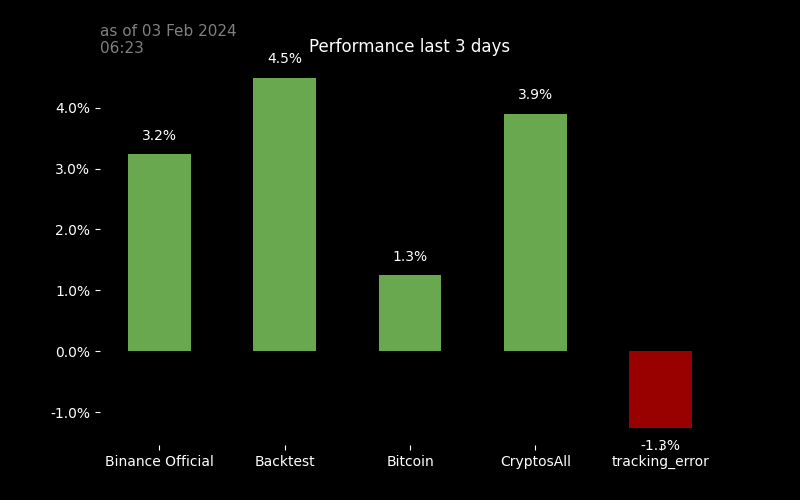 as of 03 Feb 2024
06:23
Performance last 3 days
4.5%
3.9%
3.2%
1.3%
-1.3%
4.0%
3.0%
2.0%
1.0%
0.0%
-1.0%
Binance Official
Backtest
Bitcoin
CryptosAll
tracking_error